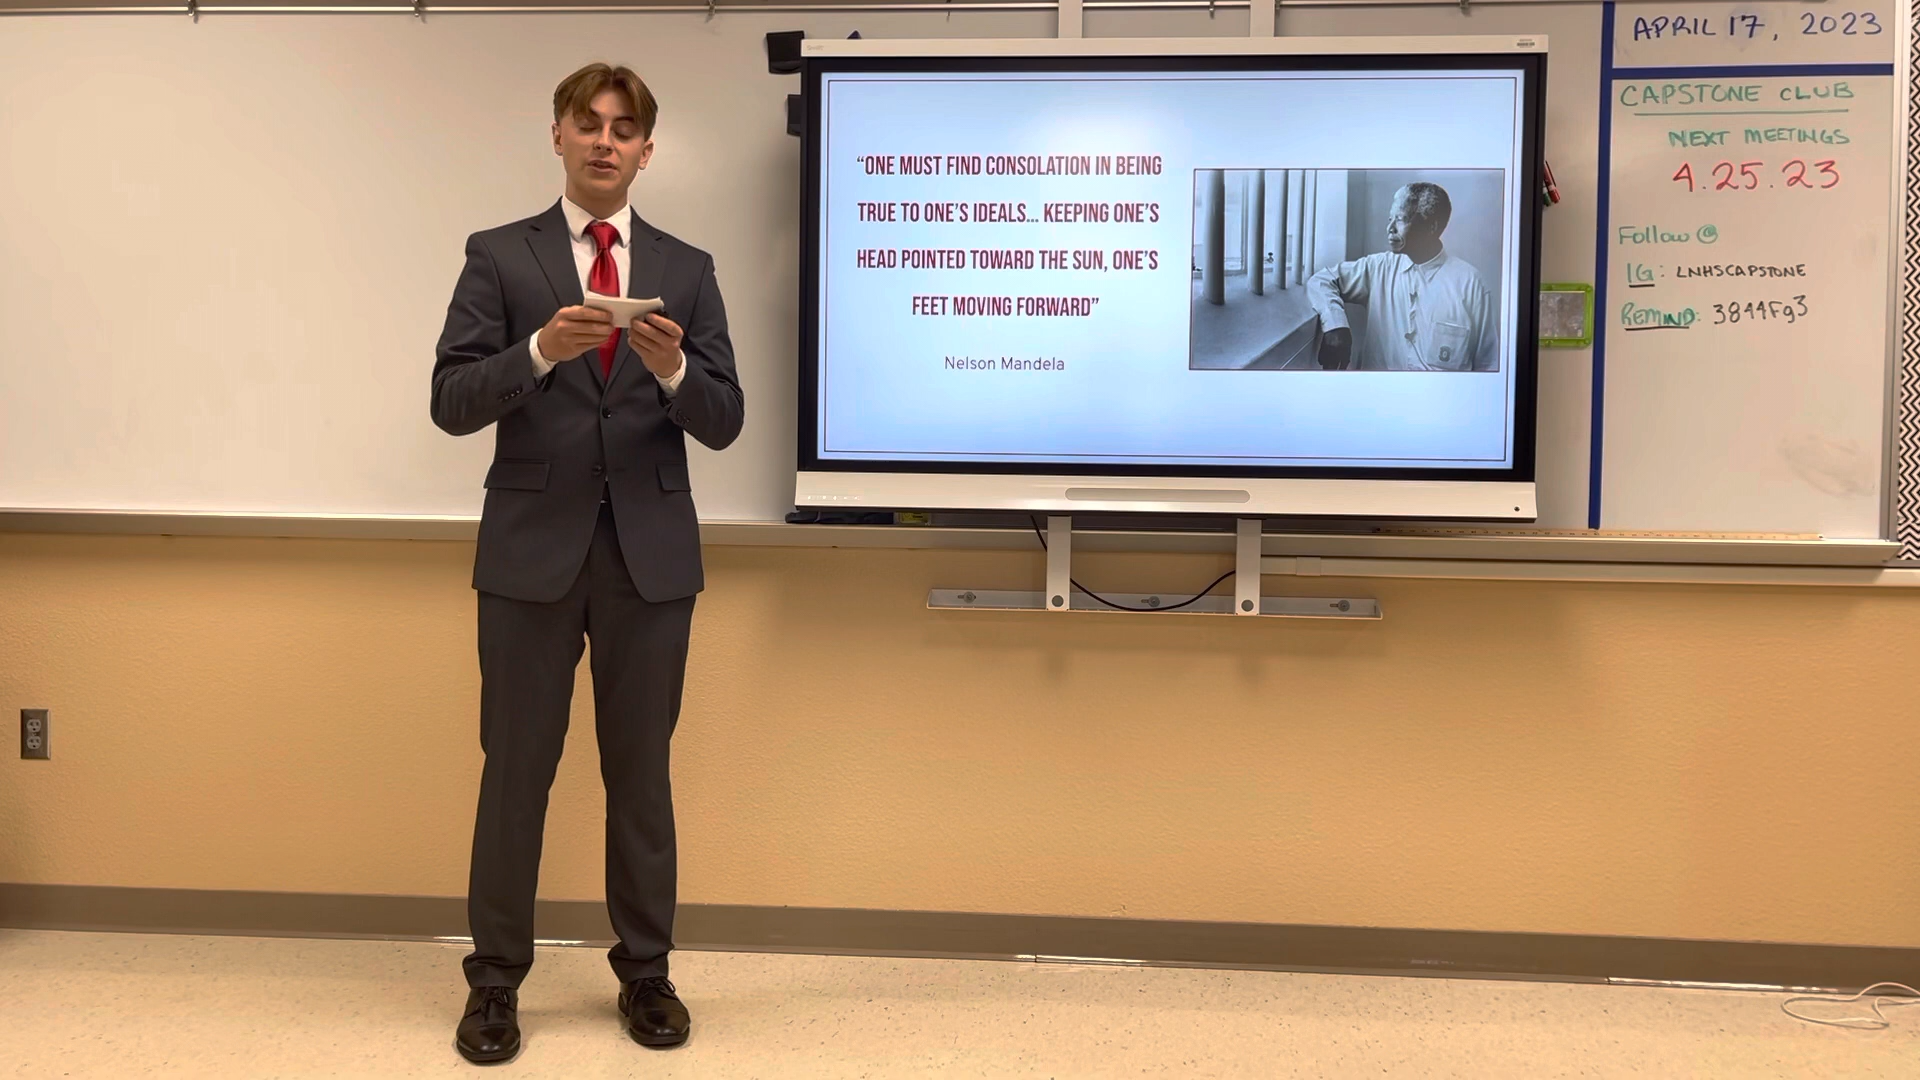 “ONE MUST FIND CONSOLATION IN BEING
TRUE TO ONE’S IDEALS... KEEPING ONE’S
HEAD POINTED TOWARD THE SUN, ONE’S
FEET MOVING FORWARD”
Nelson Mandela
APRIL 17, 2023
CAPSTONE CLUB
NEXT MEETINGS
4.25.23
Follow @
IG: LNHSCAPSTONE
REMIND: 3844Fg3